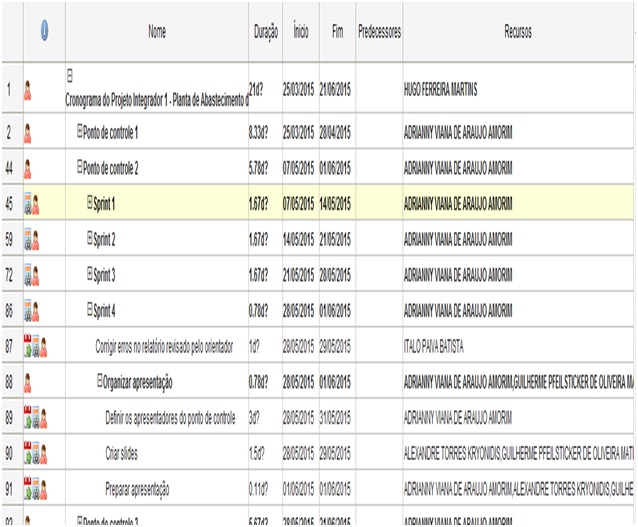 Nome Duração Início Fim Predecessores Recursos
1 Cronograma do Projeto Integrador 1 - Planta de Abastecimento d 21d? 25/03/2015 21/06/2015 HUGO FERREIRA MARTINS
2 Ponto de controle 1 8.33d? 25/03/2015 28/04/2015 ADRIANNY VIANA DE ARAUJO AMORIM
44 Ponto de controle 2 5.78d? 07/05/2015 01/06/2015 ADRIANNY VIANA DE ARAUJO AMORIM
45 Sprint 1 1.67d? 07/05/2015 14/05/2015 ADRIANNY VIANA DE ARAUJO AMORIM
59 Sprint 2 1.67d? 14/05/2015 21/05/2015 ADRIANNY VIANA DE ARAUJO AMORIM
72 Sprint 3 1.67d? 21/05/2015 28/05/2015 ADRIANNY VIANA DE ARAUJO AMORIM
86 Sprint 4 0.78d? 28/05/2015 01/06/2015 ADRIANNY VIANA DE ARAUJO AMORIM
87 Corrigir erros no relatório revisado pelo orientador 1d? 28/05/2015 29/05/2015 ITALO PAIVA BATISTA
88 Organizar apresentação 0.78d? 28/05/2015 01/06/2015 ADRIANNY VIANA DE ARAUJO AMORIM,GUILHERME PFEILSTICKER DE OLIVEIRA MA
89 Definir os apresentadores do ponto de controle 3d? 28/05/2015 31/05/2015 ADRIANNY VIANA DE ARAUJO AMORIM
90 Criar slides 1.5d? 28/05/2015 29/05/2015 ALEXANDRE TORRES KRYONIDIS,GUILHERME PFEILSTICKER DE OLIVEIRA MAT
91 Preparar apresentação 0.11d? 01/06/2015 01/06/2015 ADRIANNY VIANA DE ARAUJO AMORIM,ALEXANDRE TORRES KRYONIDIS,GUILHE
92 Ponto de controle 3 5.67d? 28/05/2015 21/06/2015 ADRIANNY VIANA DE ARAUJO AMORIM